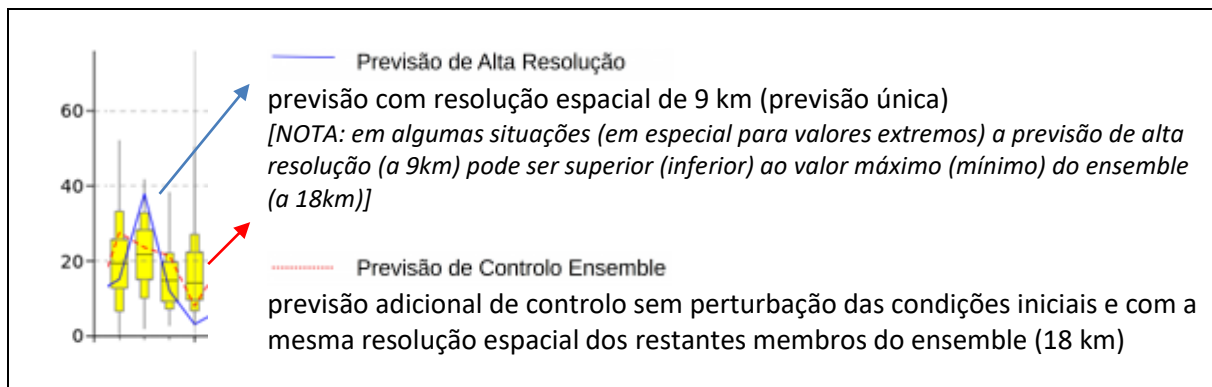 Previsão de Alta Resolução
previsão com resolução espacial de 9 km (previsão única)
[NOTA: em algumas situações (em especial para valores extremos) a previsão de alta
resolução (a 9km) pode ser superior (inferior) ao valor máximo (mínimo) do ensemble
(a 18km)]
60
40
20
0
Previsão de Controlo Ensemble
previsão adicional de controlo sem perturbação das condições iniciais e com a
mesma resolução espacial dos restantes membros do ensemble (18 km)